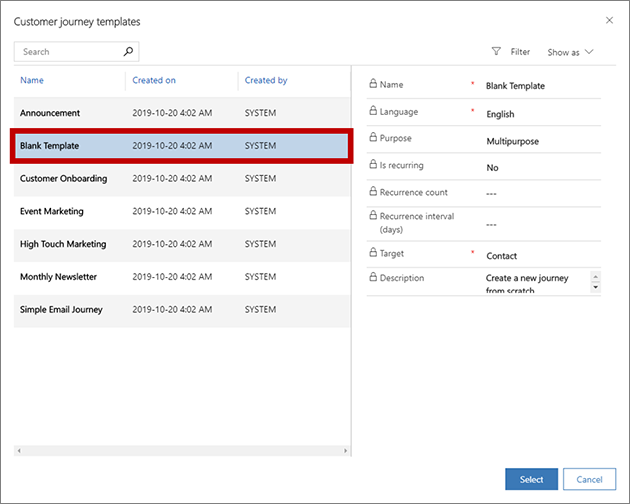 Customer journey templates
Search
Filter
Show as
Name Created on Created by
Announcement 2019-10-20 4:02 AM SYSTEM
Blank Template 2019-10-20 4:02 AM SYSTEM
Customer Onboarding 2019-10-20 4:02 AM SYSTEM
Event Marketing 2019-10-20 4:02 AM SYSTEM
High Touch Marketing 2019-10-20 4:02 AM SYSTEM
Monthly Newsletter 2019-10-20 4:02 AM SYSTEM
Simple Email Journey 2019-10-20 4:02 AM SYSTEM
Name * Blank Template
Language * English
Purpose Multipurpose
Is recurring No
Recurrence count ---
Recurrence interval
(days) ---
Target * Contact
Description Create a new journey
from scratch
Select Cancel